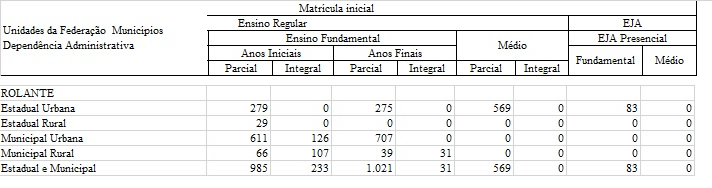 Matricula inicial
Unidades da Federação Municipios
Dependência Administrativa
Ensino Regular EJA
Ensino Fundamental Médio EJA Presencial
Anos Iniciais Anos Finais Fundamental Médio
Parcial Integral Parcial Integral Parcial Integral
ROLANTE
Estadual Urbana 279 0 275 0 569 0 83 0
Estadual Rural 29 0 0 0 0 0 0 0
Municipal Urbana 611 126 707 0 0 0 0 0
Municipal Rural 66 107 39 31 0 0 0 0
Estadual e Municipal 985 233 1.021 31 569 0 83 0